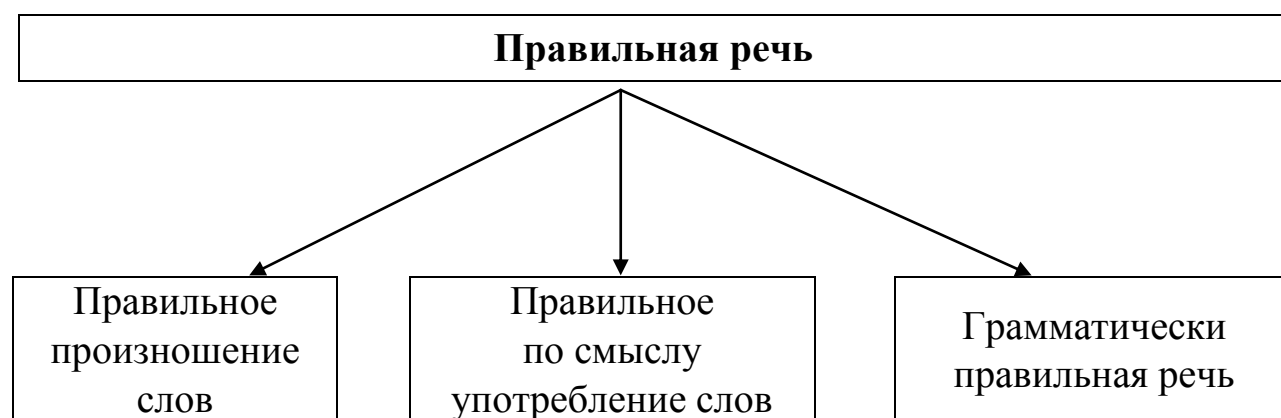 Правильная речь
Правильное
произношение
слов
Правильное
по смыслу
употребление слов
Грамматически
правильная речь